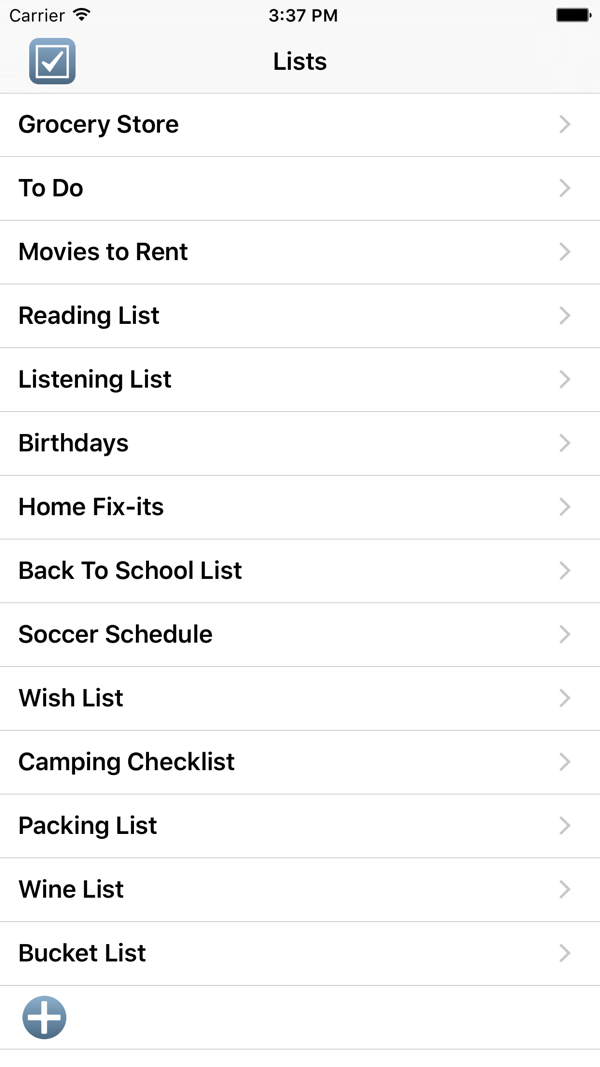 Carrier 3:37 PM
Lists
Grocery Store
To Do
Movies to Rent
Reading List
Listening List
Birthdays
Home Fix-its
Back To School List
Soccer Schedule
Wish List
Camping Checklist
Packing List
Wine List
Bucket List